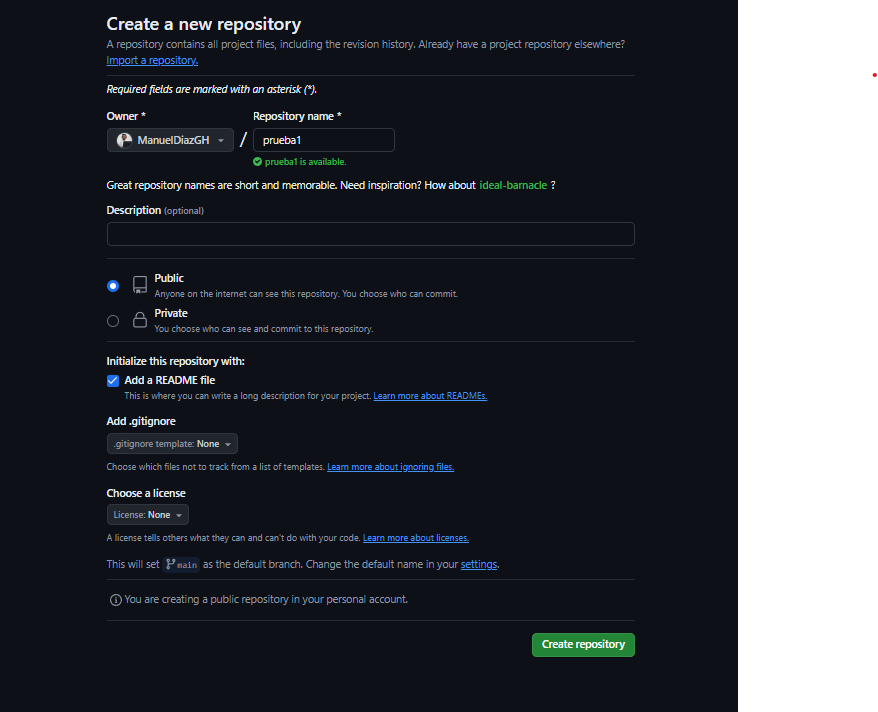 Create a new repository
A repository contains all project files, including the revision history. Already have a project repository elsewhere?
Import a repository.
Required fields are marked with an asterisk (*).
Owner * Repository name *
ManuelDiazGH / prueba1
prueba1 is available.
Great repository names are short and memorable. Need inspiration? How about ideal-barnacle ?
Description (optional)
Public
Anyone on the internet can see this repository. You choose who can commit.
Private
You choose who can see and commit to this repository.
Initialize this repository with:
Add a README file
This is where you can write a long description for your project. Learn more about READMEs.
Add .gitignore
.gitignore template: None
Choose which files not to track from a list of templates. Learn more about ignoring files.
Choose a license
License: None
A license tells others what they can and can't do with your code. Learn more about licenses.
This will set main as the default branch. Change the default name in your settings.
You are creating a public repository in your personal account.
Create repository